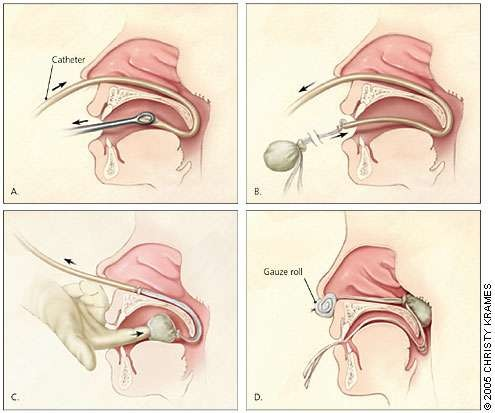 Catheter
A.
B.
C.
Gauze roll
D.
© 2005 CHRISTY KRAMES